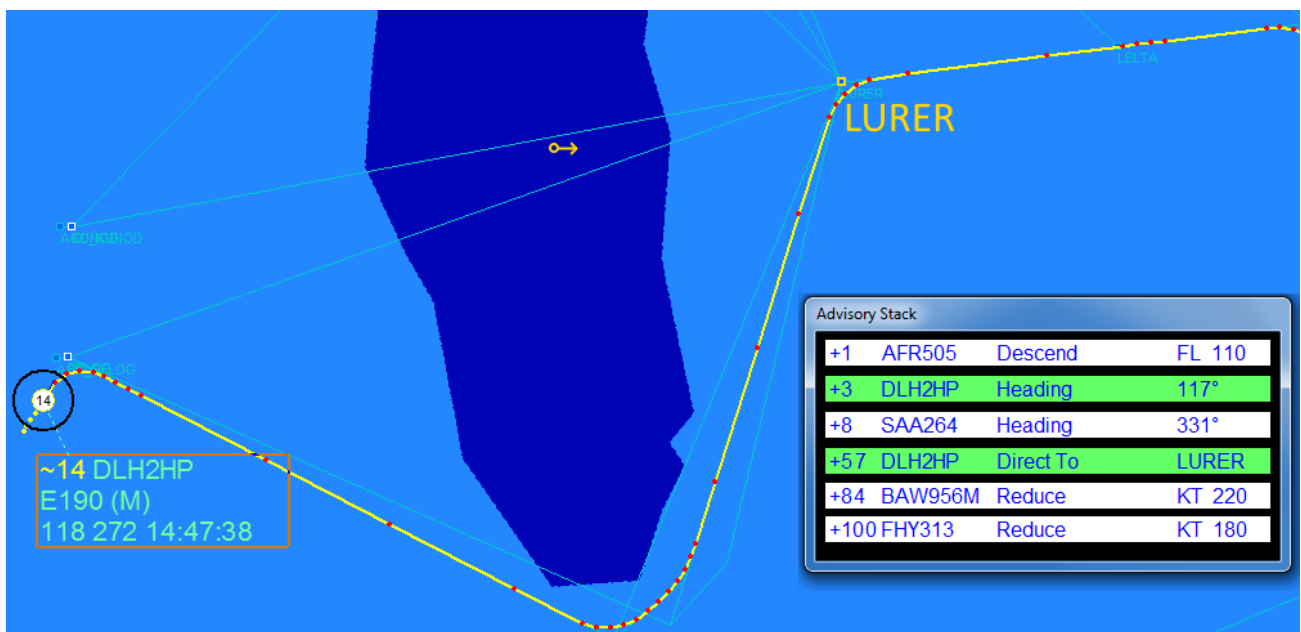 LELTA
LURER
LURER
14
~14 DLH2HP
E190 (M)
118 272 14:47:38
Advisory Stack
+1 AFR505 Descend FL 110
+3 DLH2HP Heading 117°
+8 SAA264 Heading 331°
+57 DLH2HP Direct To LURER
+84 BAW956M Reduce KT 220
+100 FHY313 Reduce KT 180